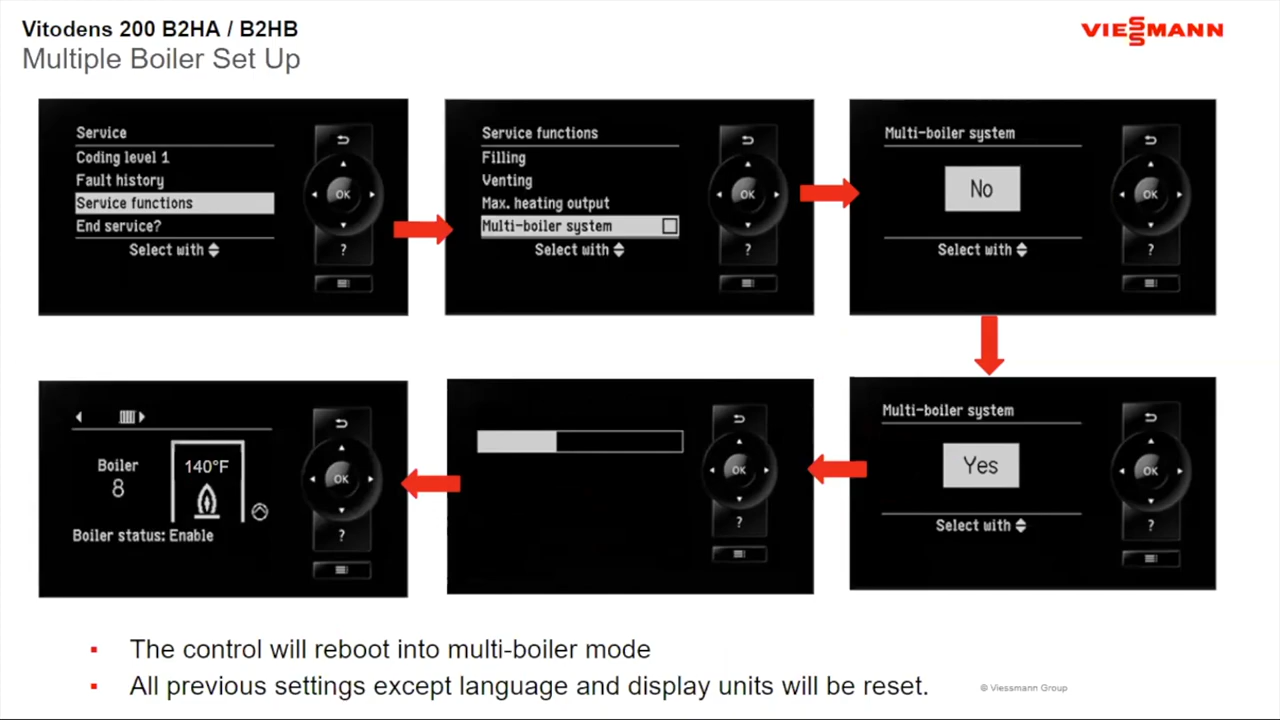 Vitodens 200 B2HA / B2HB
Multiple Boiler Set Up
VIESSMANN
Service
Coding level 1
Fault history
Service functions
End service?
Select with
OK
?
Service functions
Filling
Venting
Max. heating output
Multi-boiler system
Select with
OK
?
Multi-boiler system
No
Select with
OK
?
Multi-boiler system
Yes
Select with
OK
?
OK
?
Boiler
8
140°F
Boiler status: Enable
OK
?
The control will reboot into multi-boiler mode
All previous settings except language and display units will be reset.
© Viessmann Group